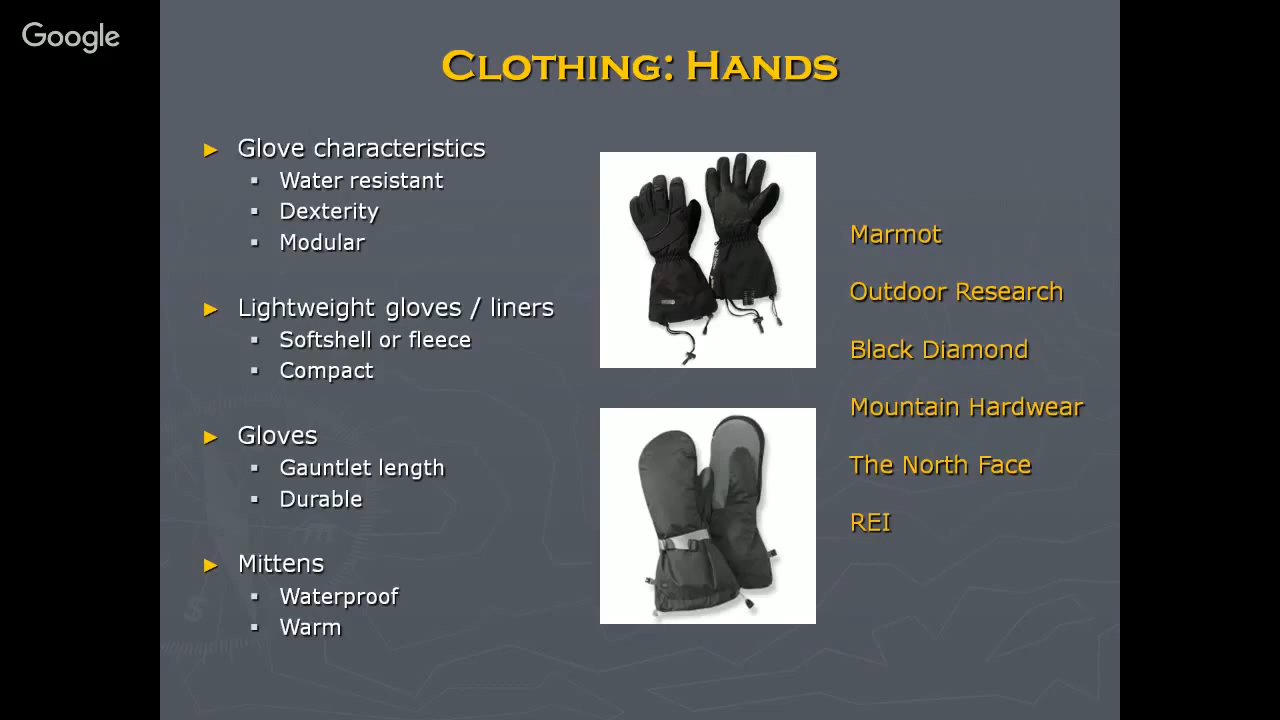 Google
CLOTHING: HANDS
Glove characteristics
Water resistant
Dexterity
Modular
Lightweight gloves / liners
Softshell or fleece
Compact
Gloves
Gauntlet length
Durable
Mittens
Waterproof
Warm
Marmot
Outdoor Research
Black Diamond
Mountain Hardwear
The North Face
REI